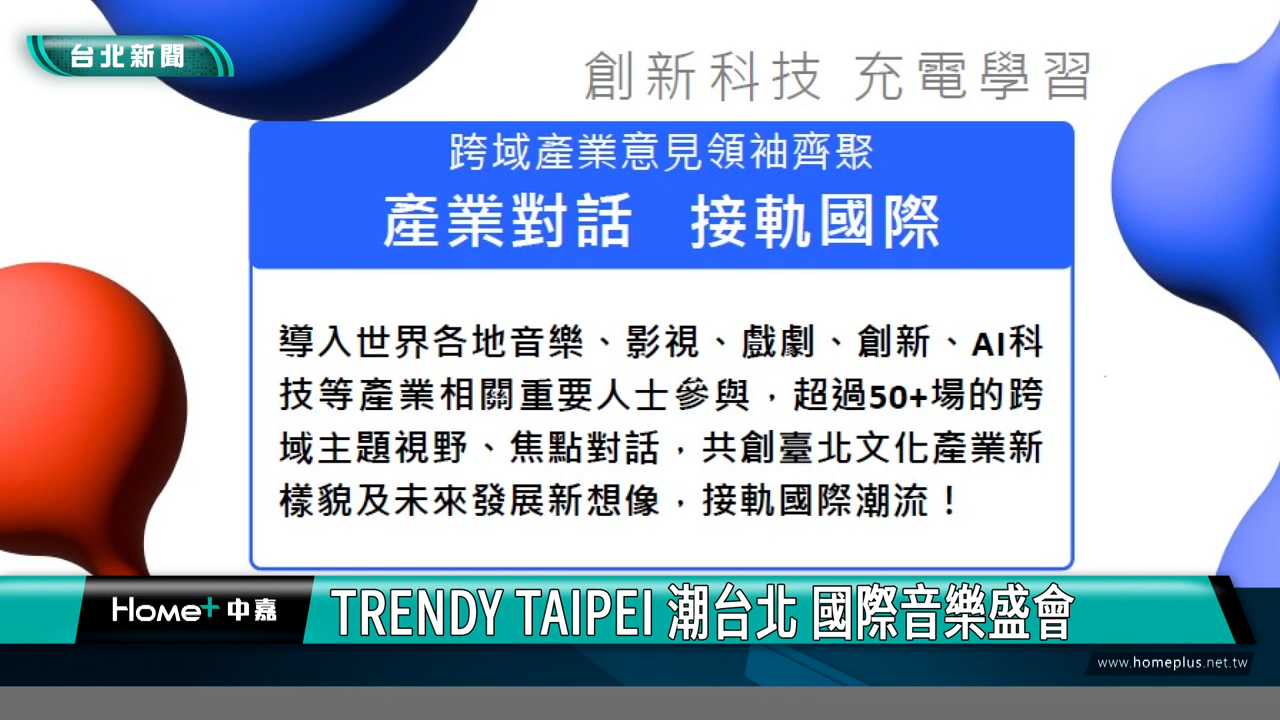 台北新聞
創新科技 充電學習
跨域產業意見領袖齊聚
產業對話 接軌國際
導入世界各地音樂、影視、戲劇、創新、AI科
技等產業相關重要人士參與，超過50+場的跨
域主題視野、焦點對話，共創臺北文化產業新
樣貌及未來發展新想像，接軌國際潮流！
Home+中嘉
TRENDY TAIPEI 潮台北 國際音樂盛會
www.homeplus.net.tw